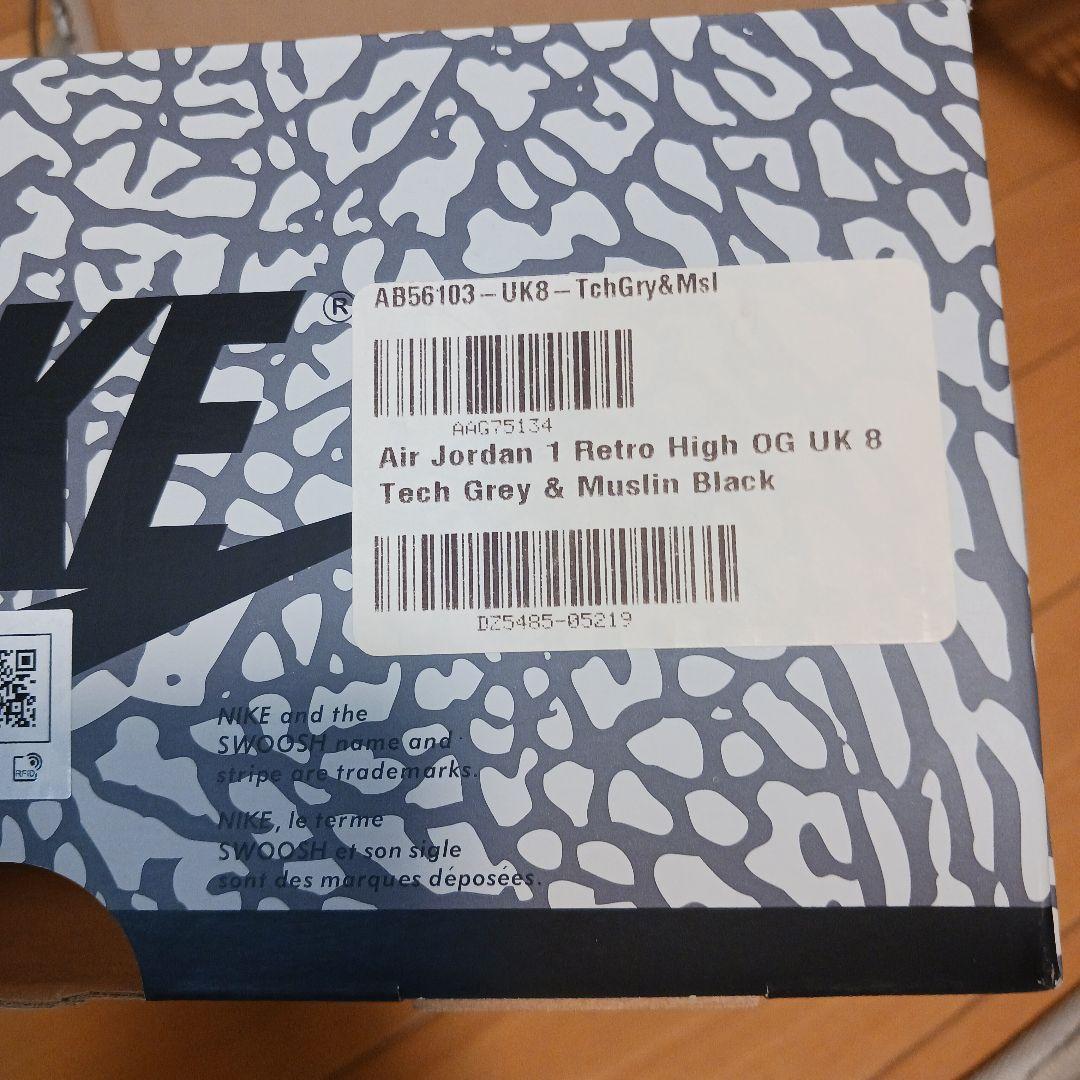 KE®
AB56103-UK8-TchGry&Msl
AAG75134
Air Jordan 1 Retro High OG UK 8
Tech Grey & Muslin Black
DZ5485-05219
RFID
NIKE and the
SWOOSH name and
stripe are trademarks.
NIKE, le terme
SWOOSH et son sigle
sont des marques déposées.